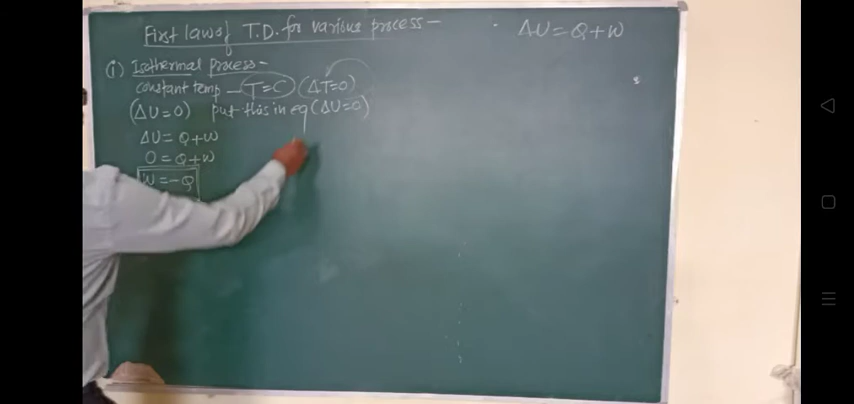 First law of T.D. for various process -
ΔU = Q + W
(i) Isothermal process -
constant temp - T = C (ΔT=0)
(ΔU = 0) put this in eq (ΔU=0)
ΔU = Q + W
0 = Q + W
W = - Q